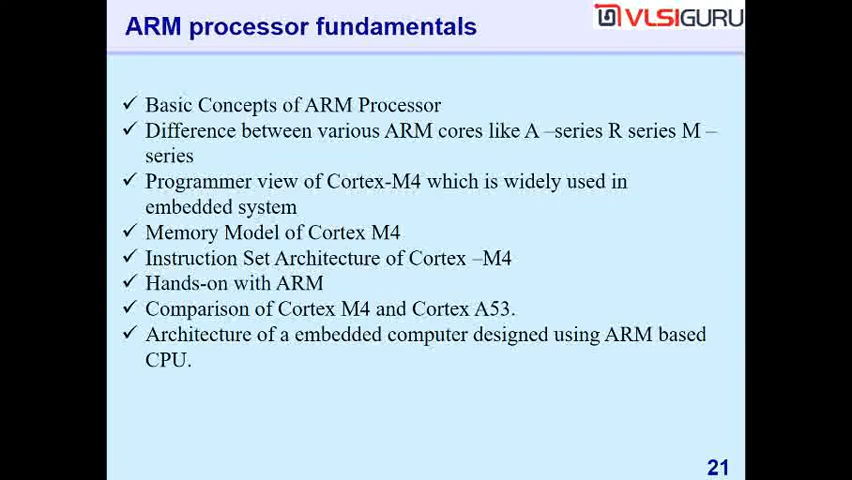 ARM processor fundamentals
VLSIGURU
✓ Basic Concepts of ARM Processor
✓ Difference between various ARM cores like A –series R series M –
series
✓ Programmer view of Cortex-M4 which is widely used in
embedded system
✓ Memory Model of Cortex M4
✓ Instruction Set Architecture of Cortex –M4
✓ Hands-on with ARM
✓ Comparison of Cortex M4 and Cortex A53.
✓ Architecture of a embedded computer designed using ARM based
CPU.
21